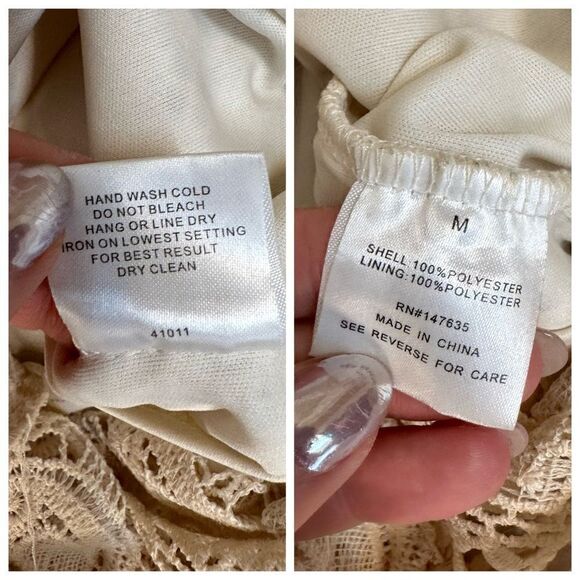 HAND WASH COLD
DO NOT BLEACH
HANG OR LINE DRY
IRON ON LOWEST SETTING
FOR BEST RESULT
DRY CLEAN
41011
M
SHELL:100%POLYESTER
LINING:100%POLYESTER
RN#147635
MADE IN CHINA
SEE REVERSE FOR CARE